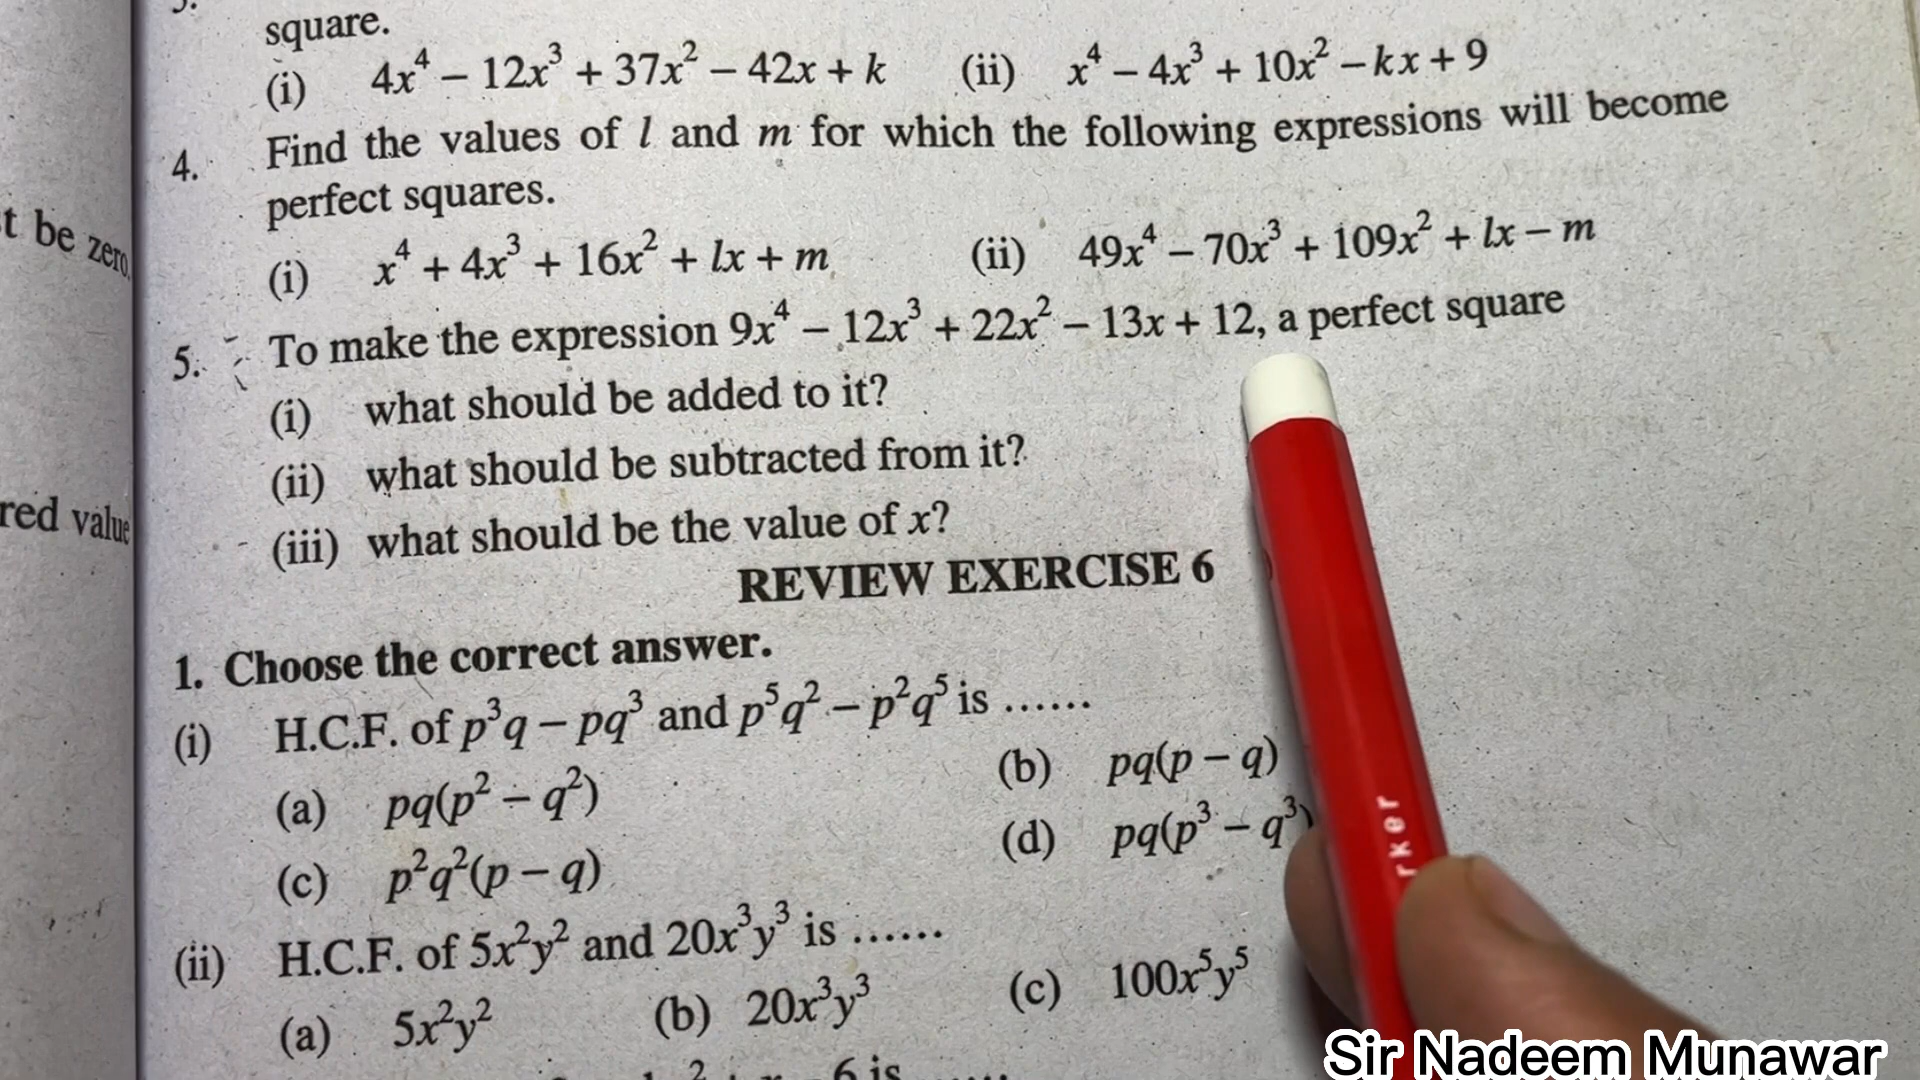 square.
(i) 4x⁴ – 12x³ + 37x² – 42x + k (ii) x⁴ – 4x³ + 10x² – kx + 9
4. Find the values of l and m for which the following expressions will become
perfect squares.
(i) x⁴ + 4x³ + 16x² + lx + m (ii) 49x⁴ – 70x³ + 109x² + lx – m
t be zero.
5. To make the expression 9x⁴ – 12x³ + 22x² – 13x + 12, a perfect square
(i) what should be added to it?
(ii) what should be subtracted from it?
(iii) what should be the value of x?
red value
REVIEW EXERCISE 6
1. Choose the correct answer.
(i) H.C.F. of p³q – pq³ and p⁵q² – p²q⁵ is ......
(a) pq(p² – q²) (b) pq(p – q)
(c) p²q²(p – q) (d) pq(p³ – q³)
(ii) H.C.F. of 5x²y² and 20x³y³ is ......
(a) 5x²y² (b) 20x³y³ (c) 100x⁵y⁵
6 is
rker
Sir Nadeem Munawar